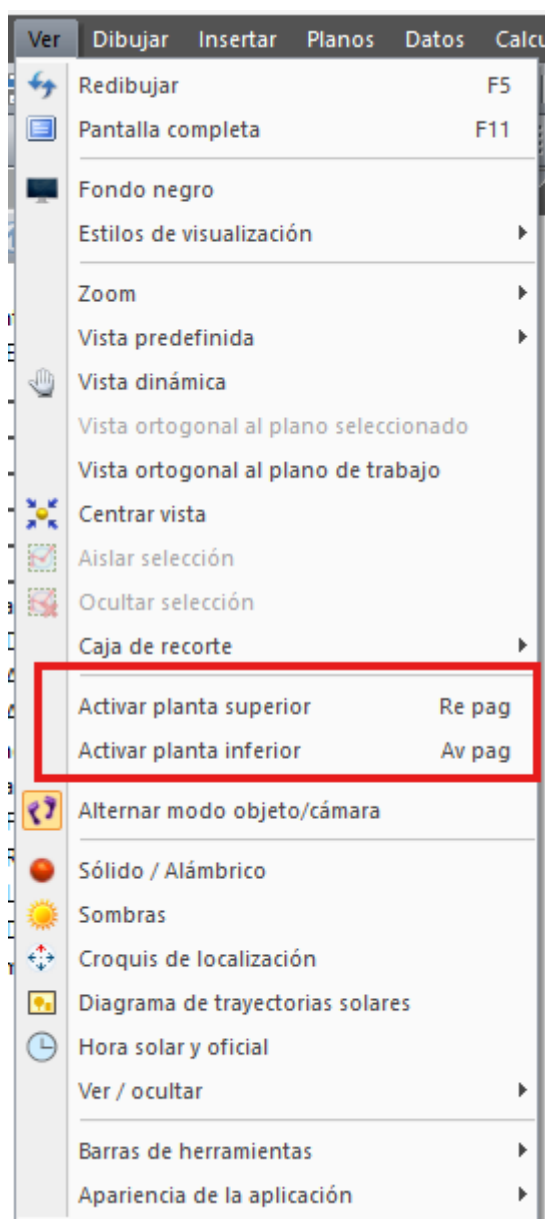 Ver Dibujar Insertar Planos Datos
Redibujar F5
Pantalla completa F11
Fondo negro
Estilos de visualización
Zoom
Vista predefinida
Vista dinámica
Vista ortogonal al plano seleccionado
Vista ortogonal al plano de trabajo
Centrar vista
Aislar selección
Ocultar selección
Caja de recorte
Activar planta superior Re pag
Activar planta inferior Av pag
Alternar modo objeto/cámara
Sólido / Alámbrico
Sombras
Croquis de localización
Diagrama de trayectorias solares
Hora solar y oficial
Ver / ocultar
Barras de herramientas
Apariencia de la aplicación